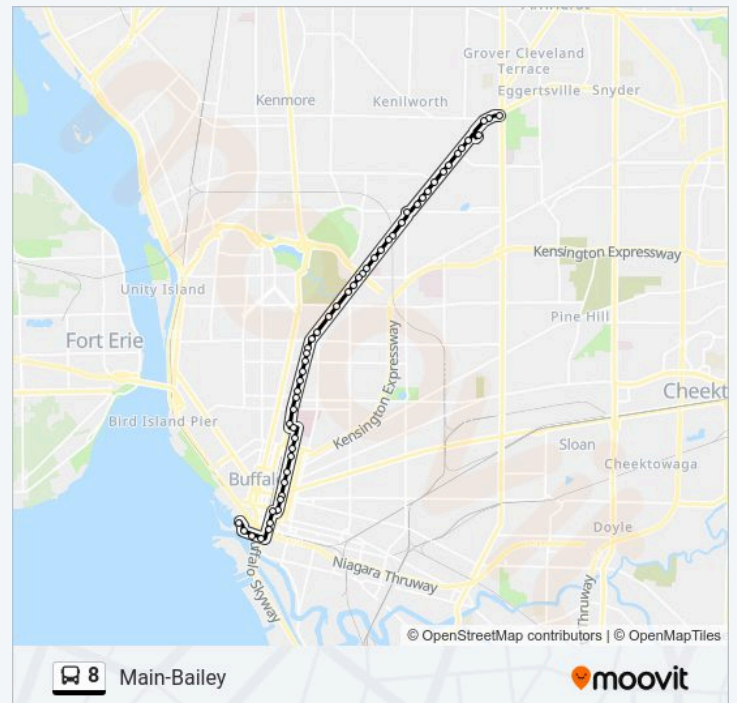 Amherst
Grover Cleveland
Terrace
Eggertsville
Snyder
Kenmore
Kenilworth
Kensington Expressway
Unity Island
Pine Hill
Fort Erie
Kensington Expressway
Cheekt
Bird Island Pier
Sloan
Cheektowaga
Buffalo
Doyle
Buffalo Skyway
Niagara Thruway
Thruway
© OpenStreetMap contributors | © OpenMapTiles
8 Main-Bailey
moovit